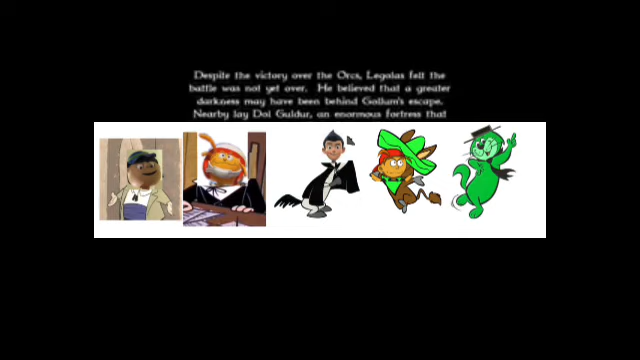 Despite the victory over the Orcs, Legolas felt the
battle was not yet over. He believed that a greater
darkness may have been behind Gollum's escape.
Nearby lay Dol Guldur, an enormous fortress that